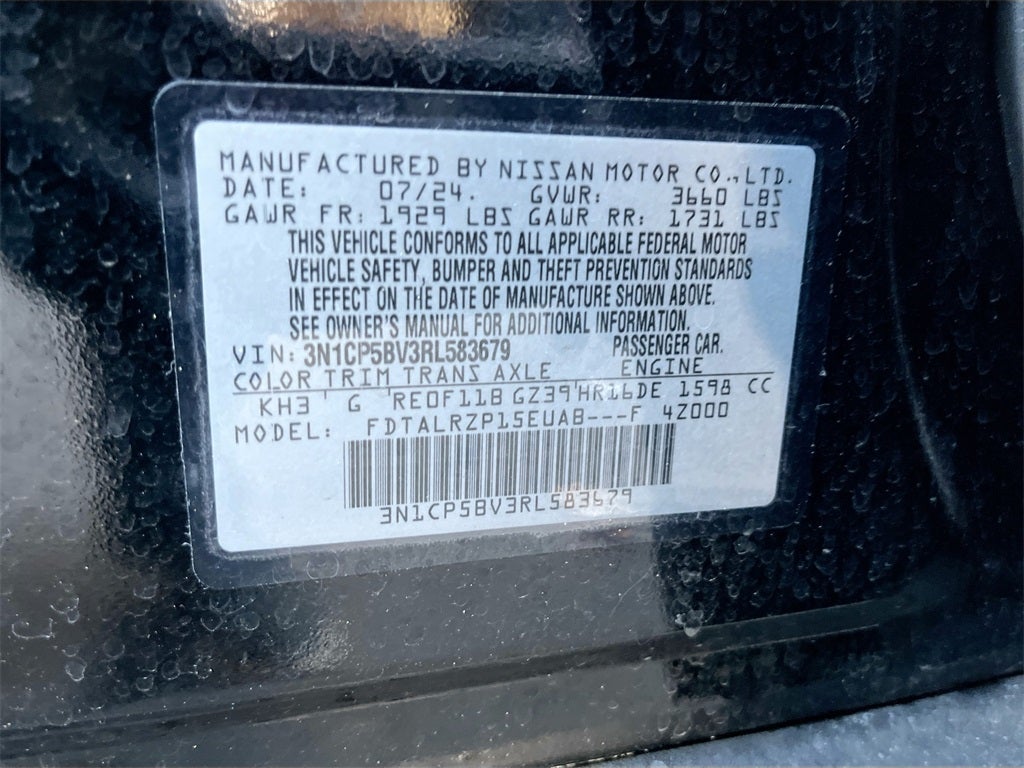 MANUFACTURED BY NISSAN MOTOR CO.,LTD.
DATE: 07/24. GVWR: 3660 LBS
GAWR FR: 1929 LBS GAWR RR: 1731 LBS
THIS VEHICLE CONFORMS TO ALL APPLICABLE FEDERAL MOTOR
VEHICLE SAFETY, BUMPER AND THEFT PREVENTION STANDARDS
IN EFFECT ON THE DATE OF MANUFACTURE SHOWN ABOVE.
SEE OWNER'S MANUAL FOR ADDITIONAL INFORMATION.
VIN: 3N1CP5BV3RL583679 PASSENGER CAR.
COLOR TRIM TRANS AXLE ENGINE
KH3 ' G 'RE0F11B GZ39'HR16DE 1598 CC
MODEL: FDTALRZP15EUAB---F 4Z000
3N1CP5BV3RL583679